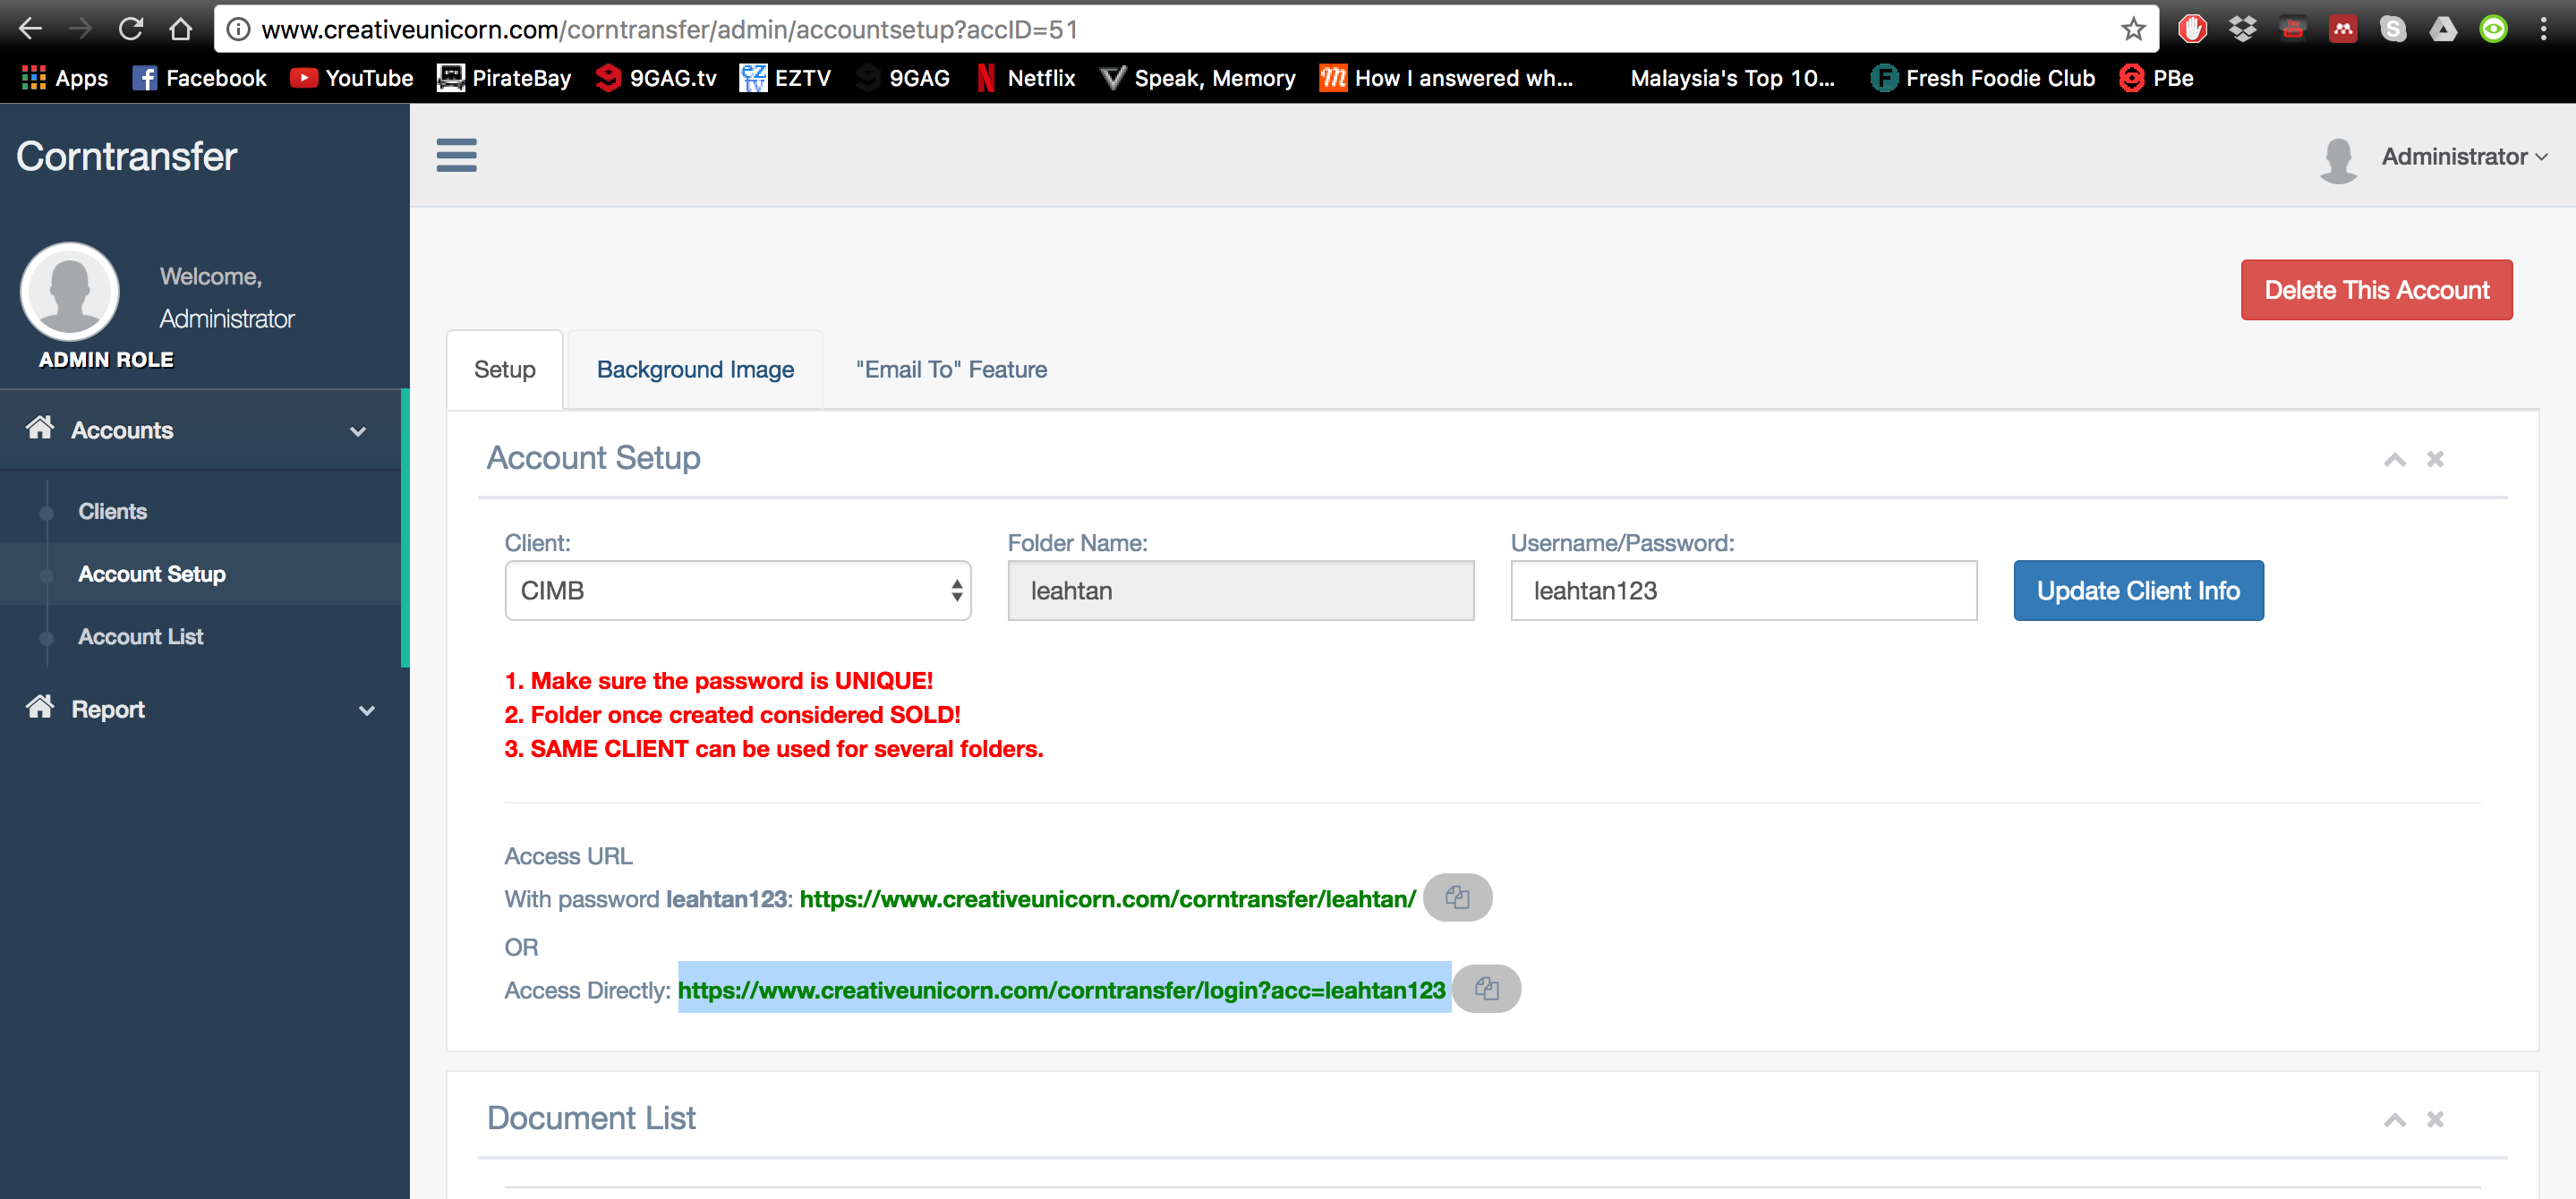 www.creativeunicorn.com/corntransfer/admin/accountsetup?accID=51
Apps Facebook YouTube PirateBay 9GAG.tv EZTV 9GAG Netflix Speak, Memory How I answered wh... Malaysia's Top 10... Fresh Foodie Club PBe
Corntransfer
Administrator
Welcome,
Administrator
ADMIN ROLE
Accounts
Clients
Account Setup
Account List
Report
Delete This Account
Setup Background Image "Email To" Feature
Account Setup
Client: Folder Name: Username/Password:
CIMB leahtan leahtan123 Update Client Info
1. Make sure the password is UNIQUE!
2. Folder once created considered SOLD!
3. SAME CLIENT can be used for several folders.
Access URL
With password leahtan123: https://www.creativeunicorn.com/corntransfer/leahtan/
OR
Access Directly: https://www.creativeunicorn.com/corntransfer/login?acc=leahtan123
Document List